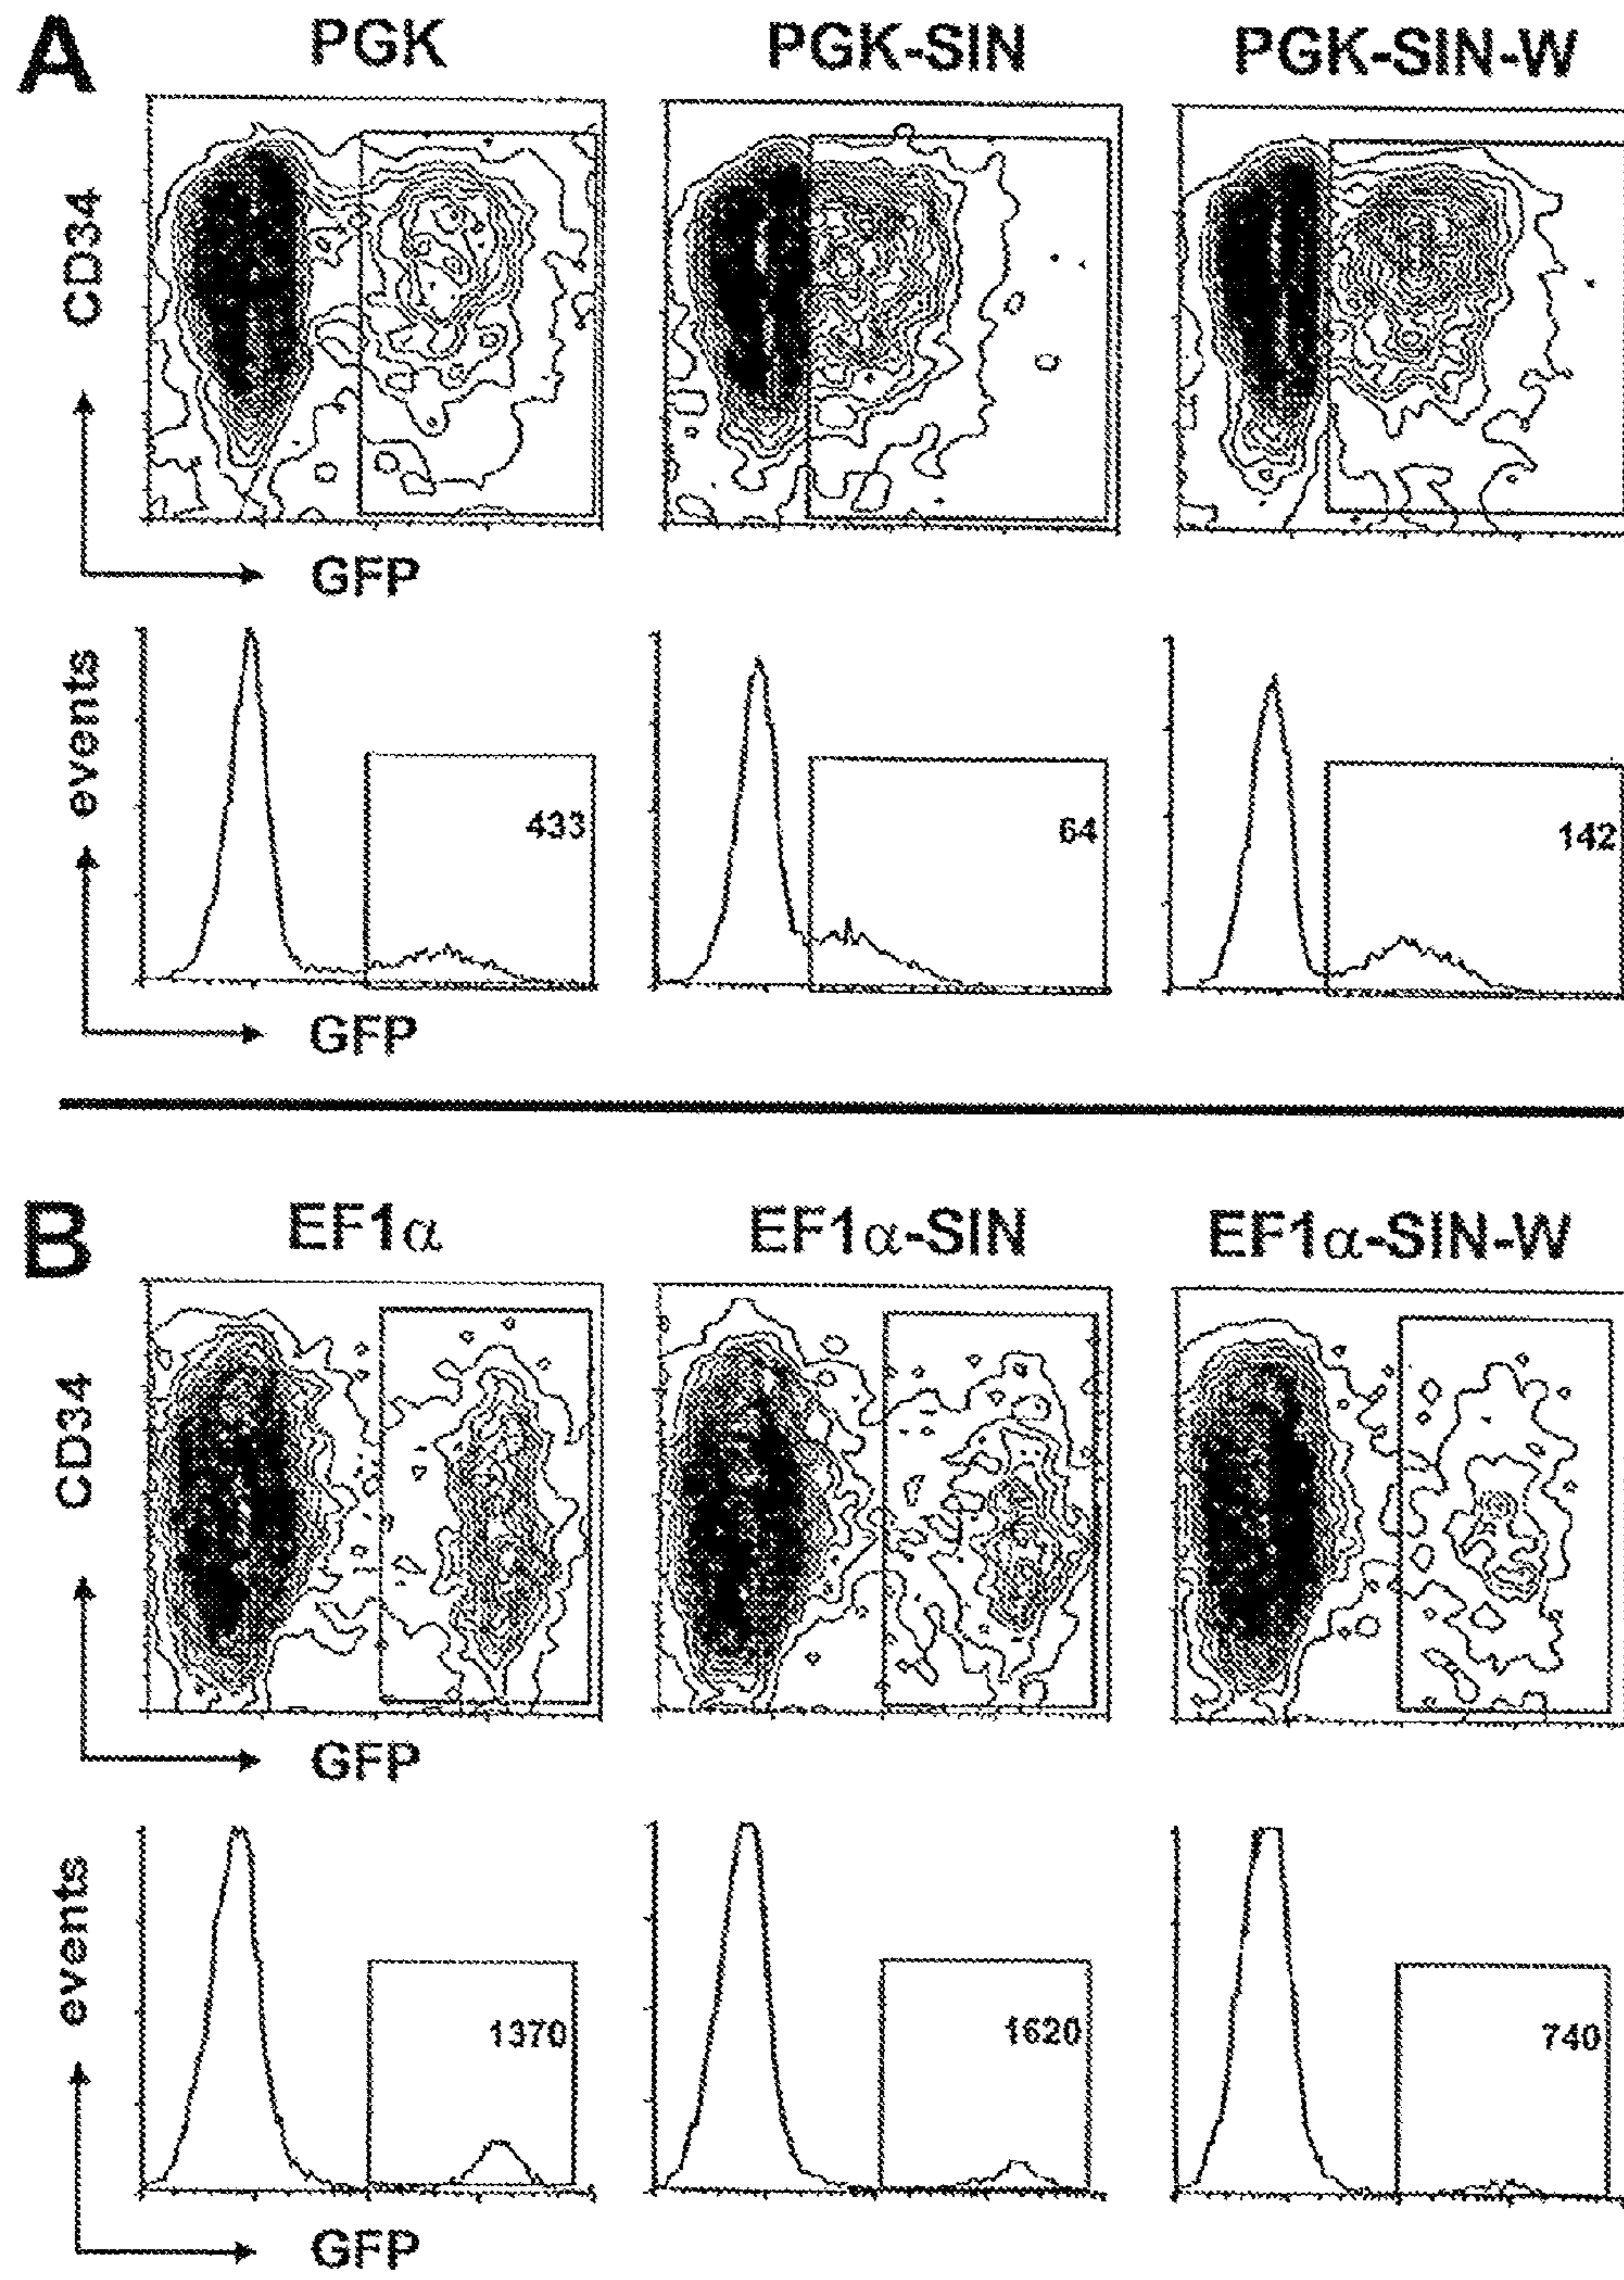 A
PGK PGK-SIN PGK-SIN-W
CD34
GFP
events
433 64 142
GFP
B
EF1α EF1α-SIN EF1α-SIN-W
CD34
GFP
events
1370 1620 740
GFP